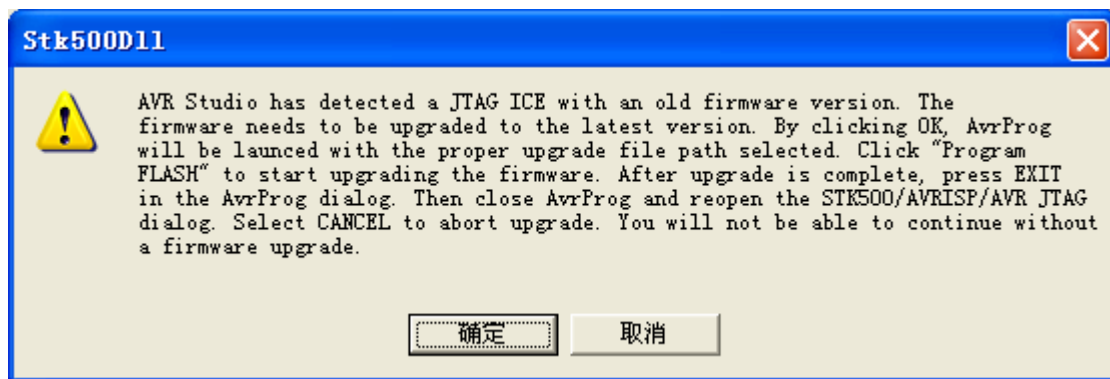 Stk500Dll
AVR Studio has detected a JTAG ICE with an old firmware version. The
firmware needs to be upgraded to the latest version. By clicking OK, AvrProg
will be launced with the proper upgrade file path selected. Click "Program
FLASH" to start upgrading the firmware. After upgrade is complete, press EXIT
in the AvrProg dialog. Then close AvrProg and reopen the STK500/AVRISP/AVR JTAG
dialog. Select CANCEL to abort upgrade. You will not be able to continue without
a firmware upgrade.
确定 取消